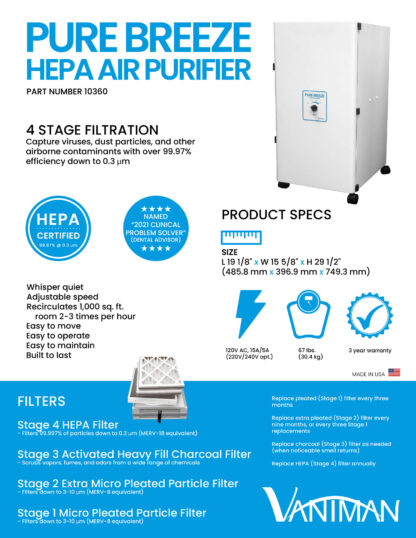 PURE BREEZE
HEPA AIR PURIFIER
PART NUMBER 10360
PURE BREEZE
4 STAGE FILTRATION
Capture viruses, dust particles, and other
airborne contaminants with over 99.97%
efficiency down to 0.3 μm
HEPA
CERTIFIED
99.97% @ 0.3 μm
NAMED
"2021 CLINICAL
PROBLEM SOLVER"
(DENTAL ADVISOR)
PRODUCT SPECS
SIZE
L 19 1/8" x W 15 5/8" x H 29 1/2"
(485.8 mm x 396.9 mm x 749.3 mm)
Whisper quiet
Adjustable speed
Recirculates 1,000 sq. ft.
room 2-3 times per hour
Easy to move
Easy to operate
Easy to maintain
Built to last
120V AC, 15A/5A
(220V/240V opt.)
67 lbs.
(30.4 kg)
3 year warranty
MADE IN USA
FILTERS
Stage 4 HEPA Filter
- Filters 99.997% of particles down to 0.3 μm (MERV-18 equivalent)
Stage 3 Activated Heavy Fill Charcoal Filter
- Scrubs vapors, fumes, and odors from a wide range of chemicals
Stage 2 Extra Micro Pleated Particle Filter
- Filters down to 3-10 μm (MERV-8 equivalent)
Stage 1 Micro Pleated Particle Filter
- Filters down to 3-10 μm (MERV-8 equivalent)
Replace pleated (Stage 1) filter every three
months
Replace extra pleated (Stage 2) filter every
nine months, or every three Stage 1
replacements
Replace charcoal (Stage 3) filter as needed
(when noticeable smell returns)
Replace HEPA (Stage 4) filter annually
VANIMAN